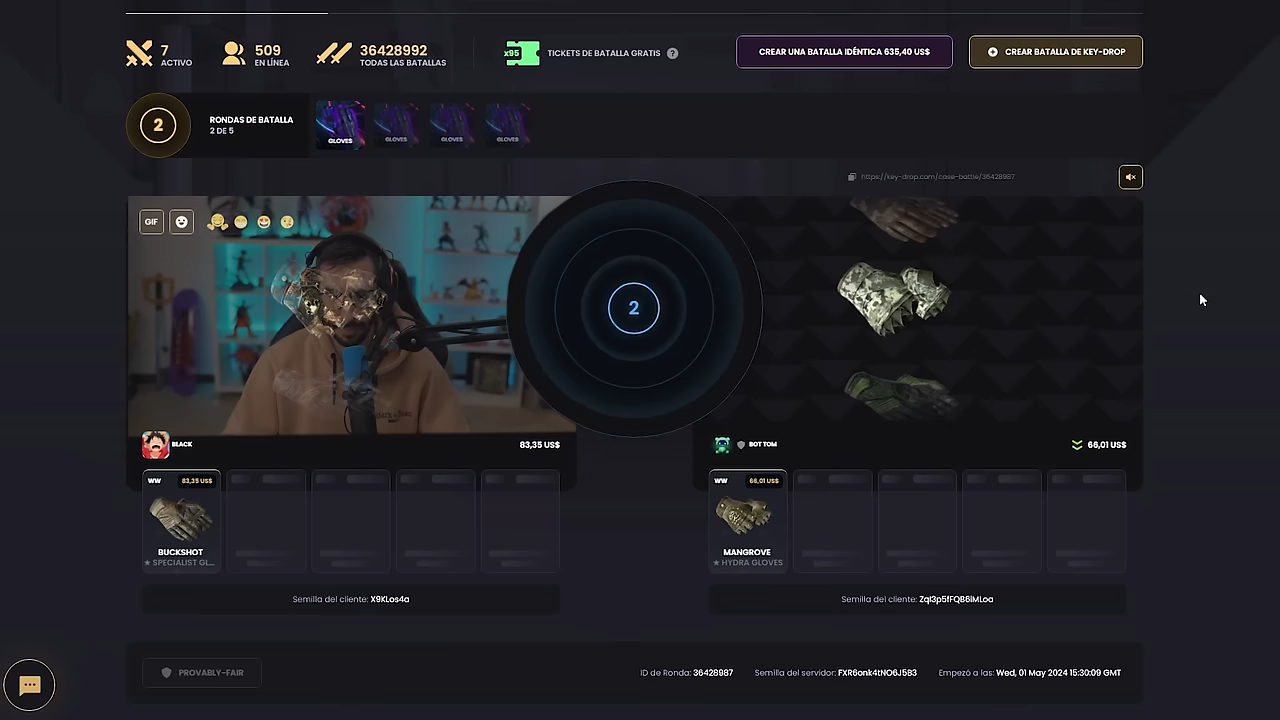 7
ACTIVO
509
EN LÍNEA
36428992
TODAS LAS BATALLAS
x95
TICKETS DE BATALLA GRATIS
?
CREAR UNA BATALLA IDÉNTICA 635,40 US$
CREAR BATALLA DE KEY-DROP
2
RONDAS DE BATALLA
2 DE 5
GLOVES
GLOVES
GLOVES
GLOVES
https://key-drop.com/case-battle/36428987
GIF
2
BLACK
83,35 US$
BOT TOM
66,01 US$
WW
83,35 US$
BUCKSHOT
★ SPECIALIST GL...
WW
66,01 US$
MANGROVE
★ HYDRA GLOVES
Semilla del cliente: X9KLos4a
Semilla del cliente: Zql3p5fFQB6iMLoa
PROVABLY-FAIR
ID de Ronda: 36428987
Semilla del servidor: FXR6onk4tNO6J5B3
Empezó a las: Wed, 01 May 2024 15:30:09 GMT